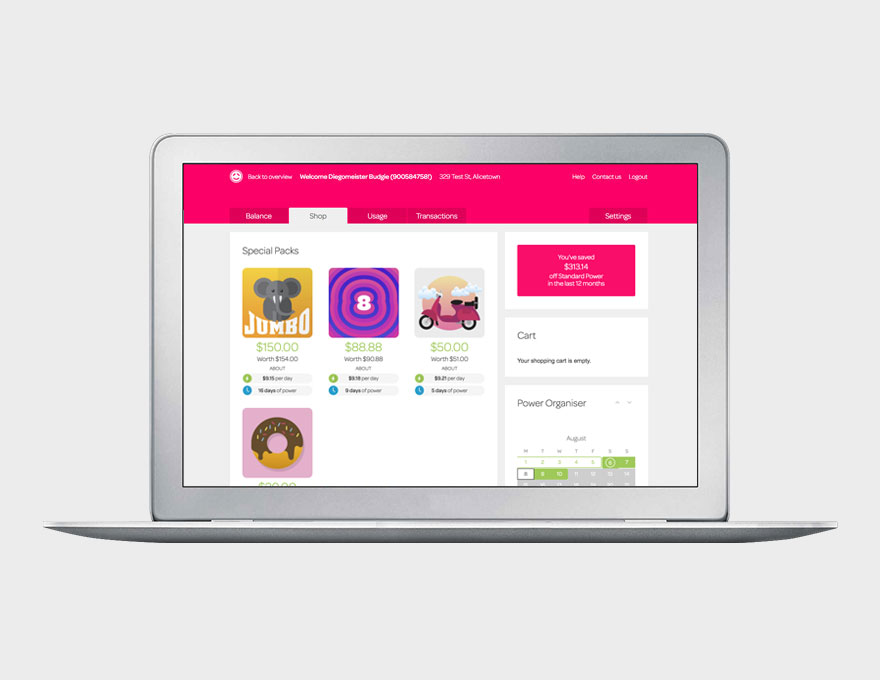 Back to overview Welcome Diegomeister Budgie (900584758!) 329 Test St, Alicetown Help Contact us Logout
Balance Shop Usage Transactions Settings
Special Packs
JUMBO
$150.00
Worth $154.00
ABOUT
$9.15 per day
16 days of power
8
$88.88
Worth $90.88
ABOUT
$9.18 per day
9 days of power
$50.00
Worth $51.00
ABOUT
$9.21 per day
5 days of power
You've saved
$313.14
off Standard Power
in the last 12 months
Cart
Your shopping cart is empty.
Power Organiser
August
M T W T F S S
1 2 3 4 5 6 7
8 9 10 11 12 13 14